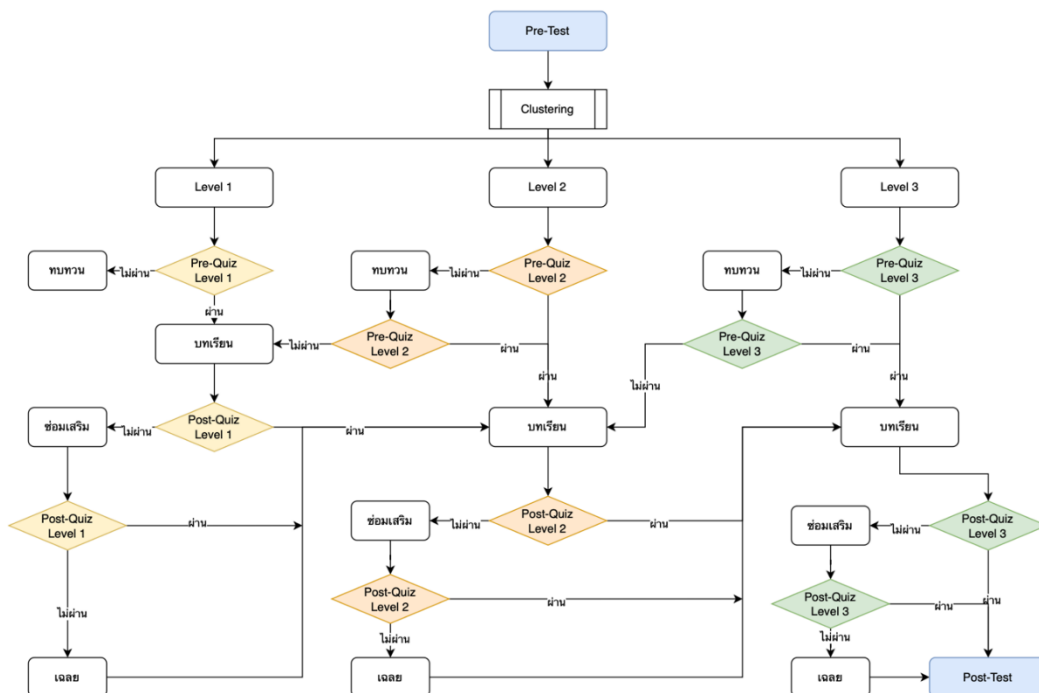 Pre-Test
Clustering
Level 1
Level 2
Level 3
ทบทวน
ไม่ผ่าน
Pre-Quiz
Level 1
ทบทวน
ไม่ผ่าน
Pre-Quiz
Level 2
ทบทวน
ไม่ผ่าน
Pre-Quiz
Level 3
ผ่าน
บทเรียน
ไม่ผ่าน
Pre-Quiz
Level 2
ผ่าน
ผ่าน
Pre-Quiz
Level 3
ผ่าน
ผ่าน
ไม่ผ่าน
ซ่อมเสริม
ไม่ผ่าน
Post-Quiz
Level 1
ผ่าน
บทเรียน
บทเรียน
Post-Quiz
Level 1
ผ่าน
ซ่อมเสริม
ไม่ผ่าน
Post-Quiz
Level 2
ผ่าน
ซ่อมเสริม
ไม่ผ่าน
Post-Quiz
Level 3
ไม่ผ่าน
Post-Quiz
Level 2
ผ่าน
Post-Quiz
Level 3
ผ่าน
ผ่าน
ไม่ผ่าน
ไม่ผ่าน
เฉลย
เฉลย
เฉลย
Post-Test